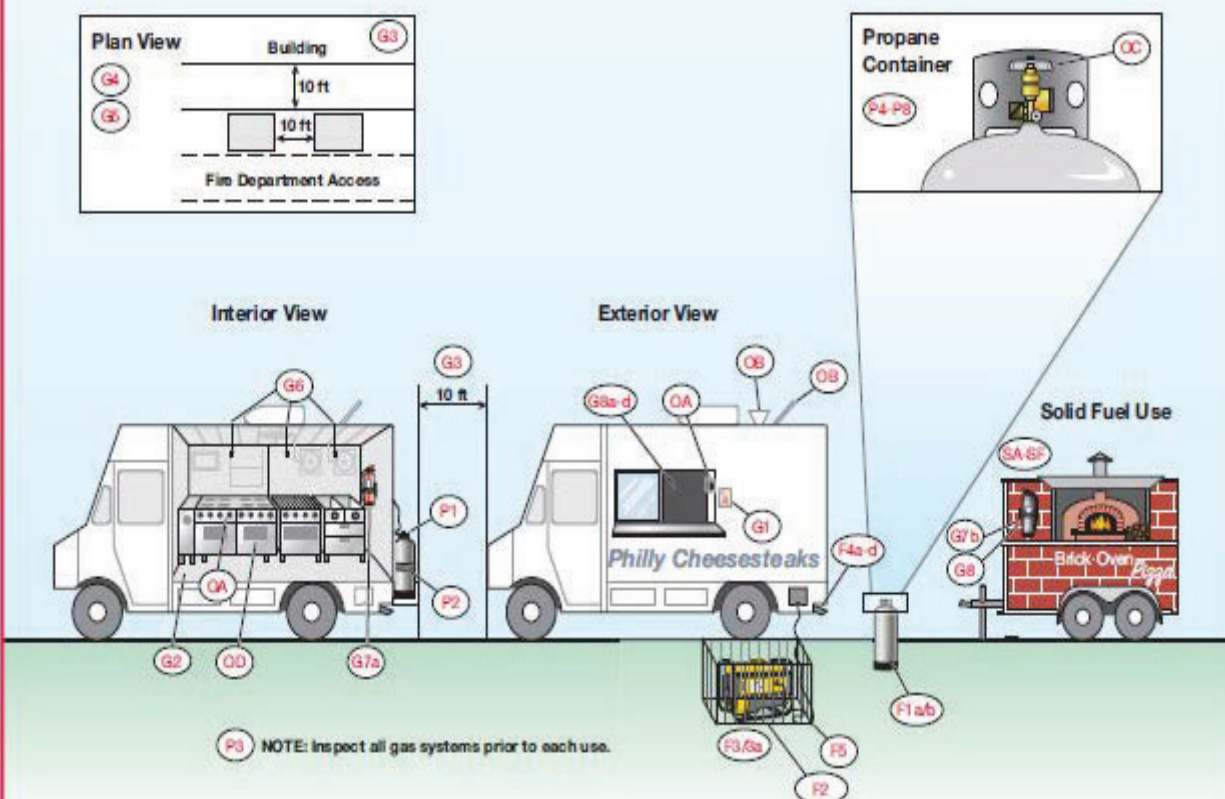 Plan View
G3
Building
G4
10 ft
G5
10 ft
Fire Department Access
Propane
Container
OC
P4-P8
Interior View
Exterior View
G3
G6
10 ft
G8a-d
OA
OB
OB
Solid Fuel Use
SA-SF
P1
G1
G7b
G8
Philly Cheesesteaks
F4a-d
Brick Oven
Pizza
OA
P2
G2
OD
G7a
F1a/b
P3 NOTE: Inspect all gas systems prior to each use.
F3/3a
F5
F2